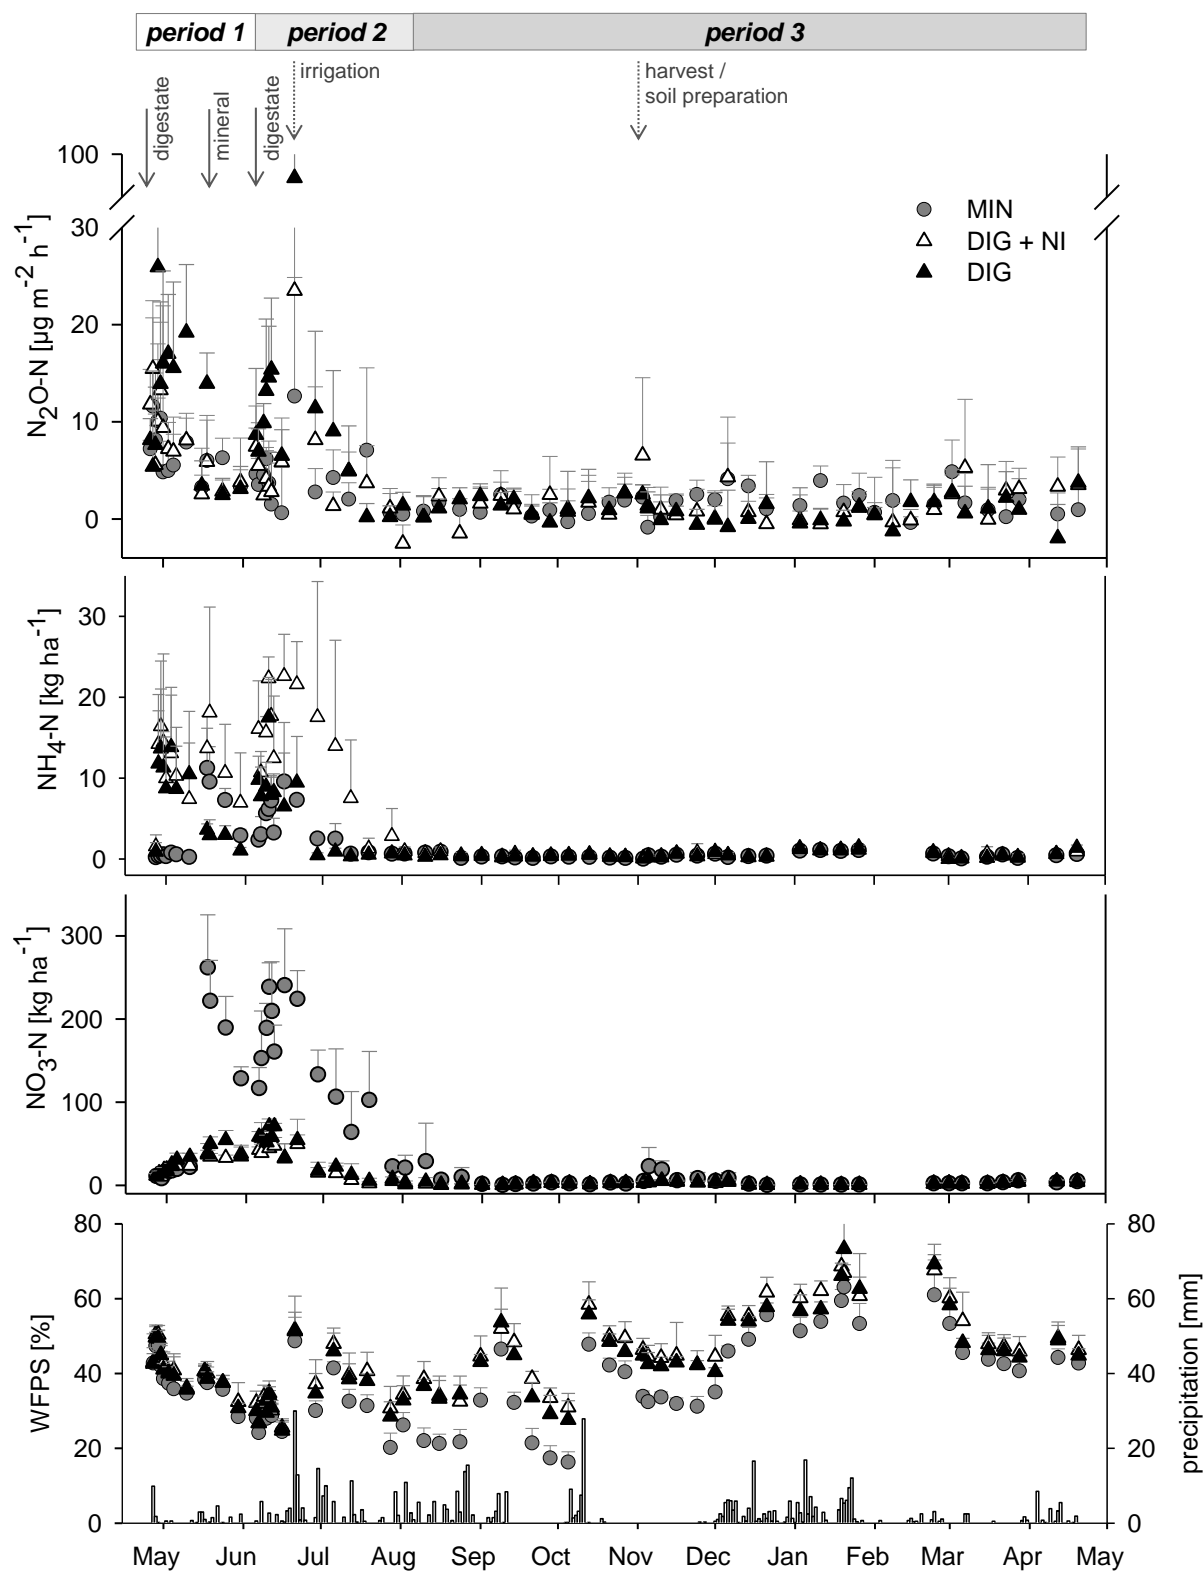 period 1 period 2 period 3
digestate
mineral
digestate
irrigation
harvest /
soil preparation
N2O-N [µg m-2 h-1]
100
30
20
10
0
MIN
DIG + NI
DIG
NH4-N [kg ha-1]
30
20
10
0
NO3-N [kg ha-1]
300
200
100
0
WFPS [%]
80
60
40
20
0
80
60
40
20
0
precipitation [mm]
May Jun Jul Aug Sep Oct Nov Dec Jan Feb Mar Apr May